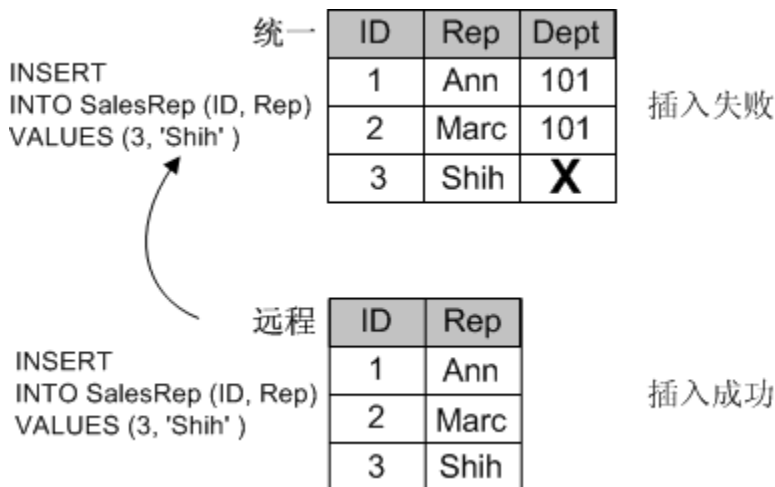 统一
ID Rep Dept
INSERT
INTO SalesRep (ID, Rep)
VALUES (3, 'Shih' )
1 Ann 101
2 Marc 101
3 Shih X
插入失败
远程
ID Rep
INSERT
INTO SalesRep (ID, Rep)
VALUES (3, 'Shih' )
1 Ann
2 Marc
3 Shih
插入成功